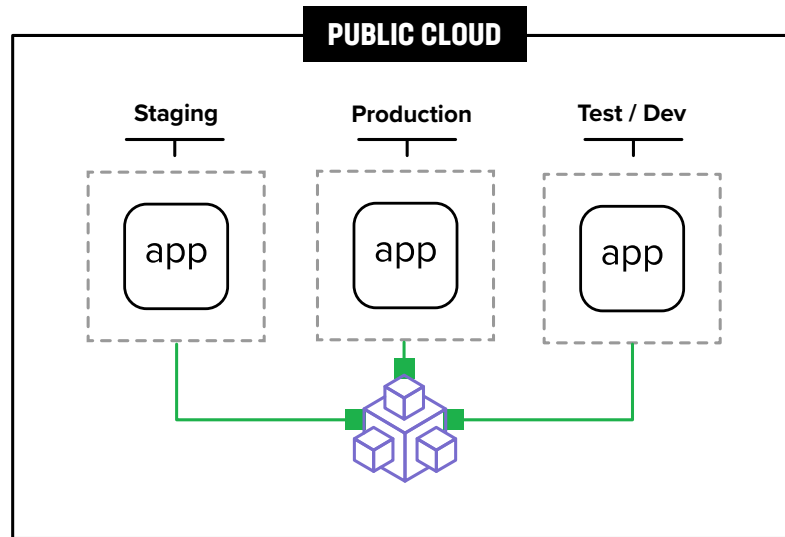 PUBLIC CLOUD
Staging
Production
Test / Dev
app
app
app